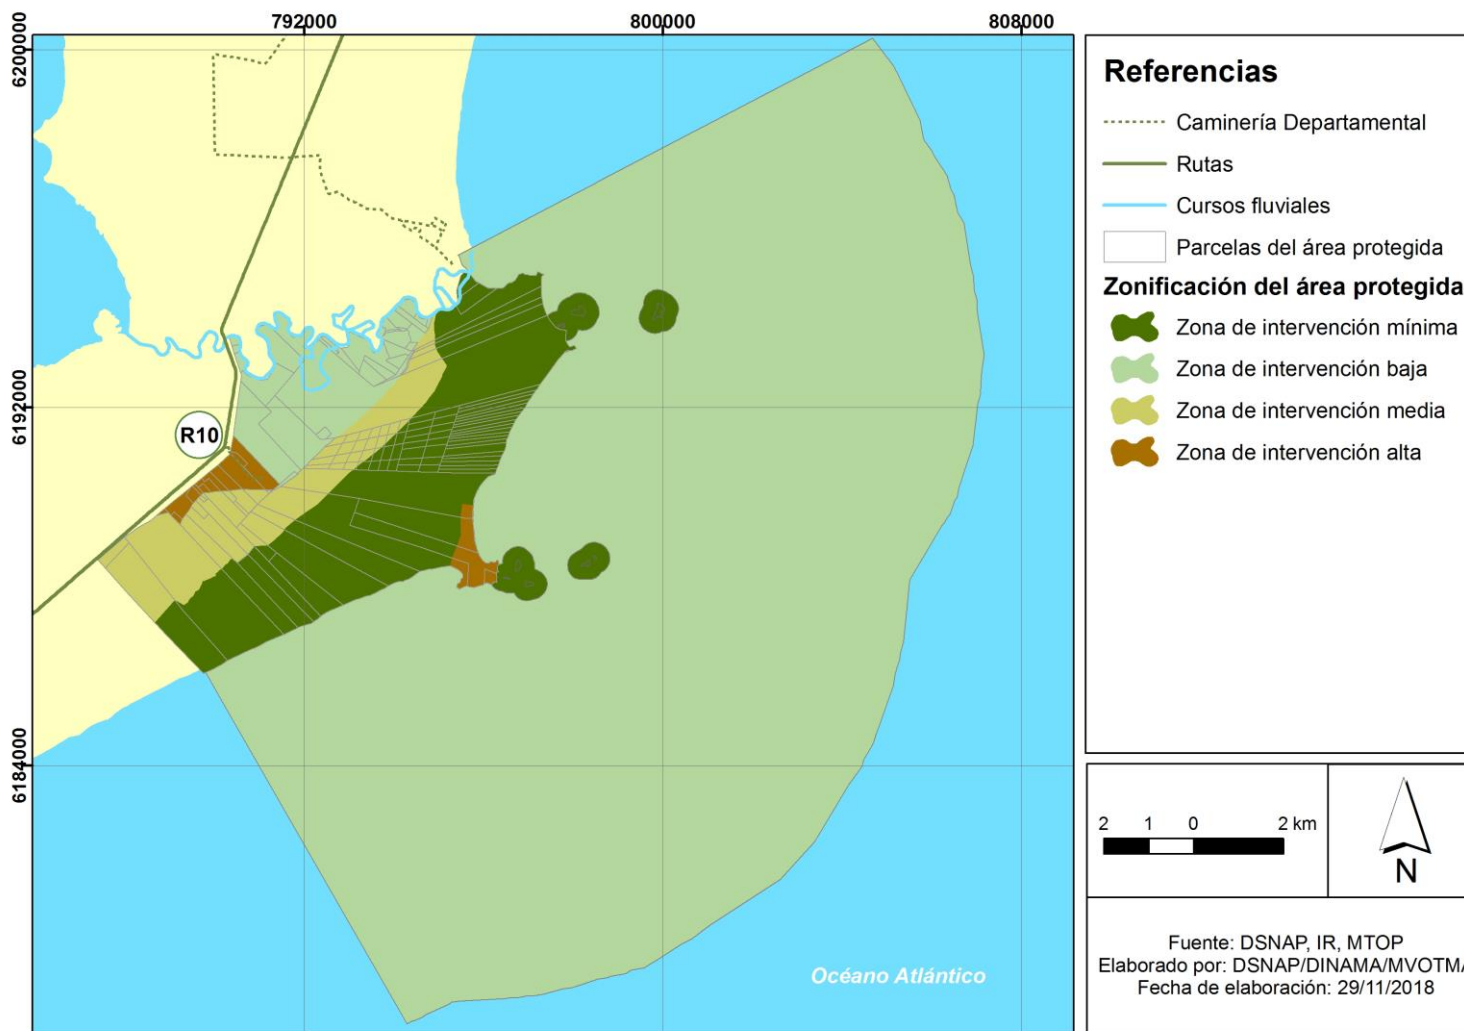 792000
800000
808000
6200000
6192000
6184000
R10
Océano Atlántico
Referencias
Caminería Departamental
Rutas
Cursos fluviales
Parcelas del área protegida
Zonificación del área protegida
Zona de intervención mínima
Zona de intervención baja
Zona de intervención media
Zona de intervención alta
2 1 0 2 km
N
Fuente: DSNAP, IR, MTOP
Elaborado por: DSNAP/DINAMA/MVOTMA
Fecha de elaboración: 29/11/2018